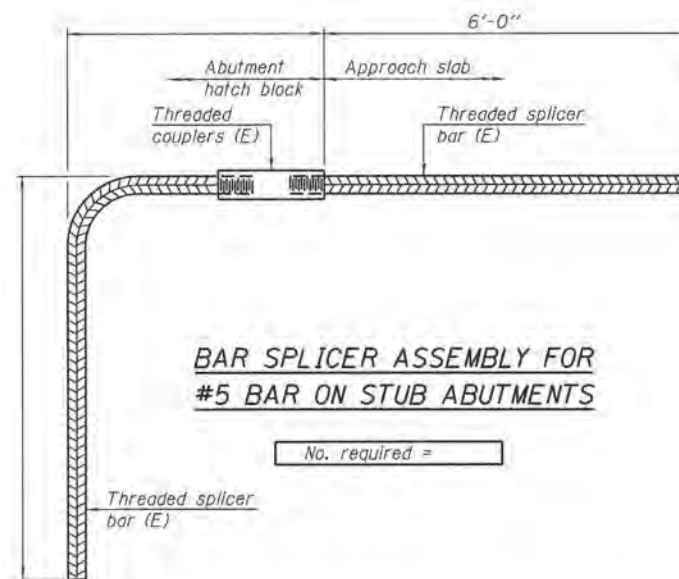 6'-0"
Abutment
hatch block
Approach slab
Threaded
couplers (E)
Threaded splicer
bar (E)
BAR SPLICER ASSEMBLY FOR
#5 BAR ON STUB ABUTMENTS
No. required =
Threaded splicer
bar (E)